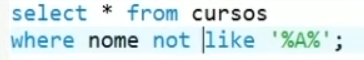 select * from cursos
where nome not like '%A%';